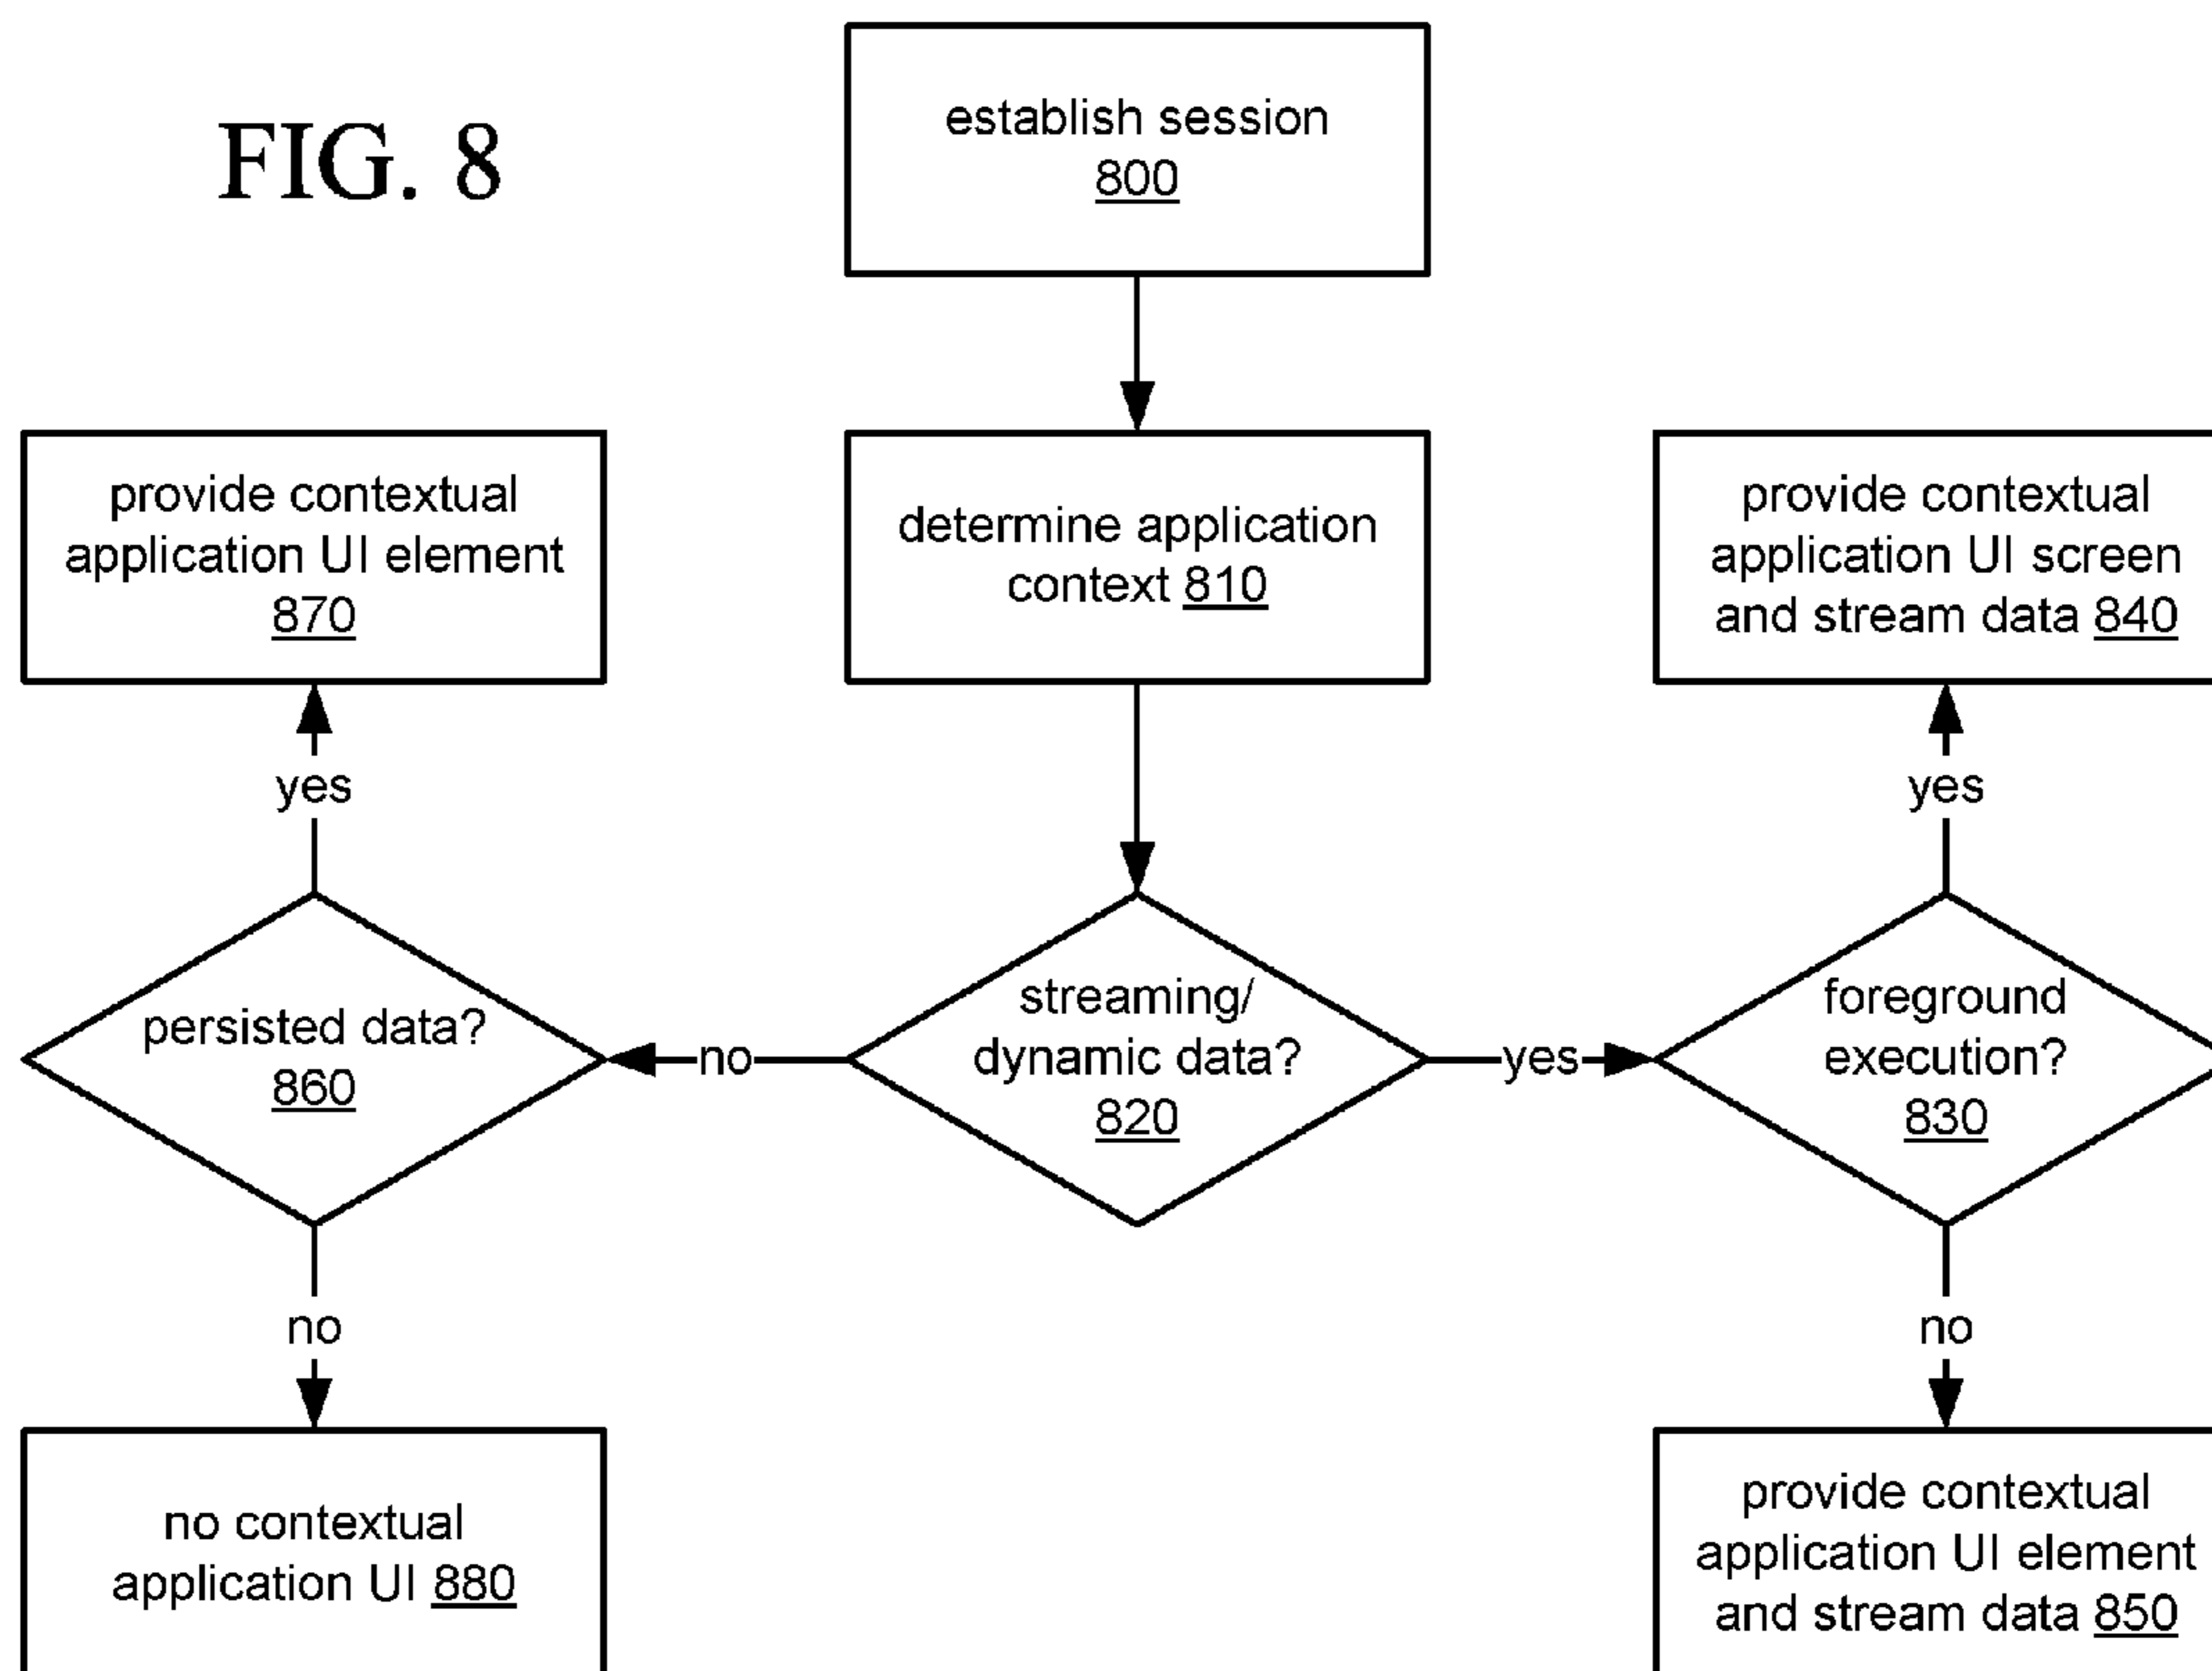 FIG. 8
establish session
800
provide contextual
application UI element
870
determine application
context 810
provide contextual
application UI screen
and stream data 840
yes
yes
persisted data?
860
no
streaming/
dynamic data?
820
yes
foreground
execution?
830
no
no
no contextual
application UI 880
provide contextual
application UI element
and stream data 850